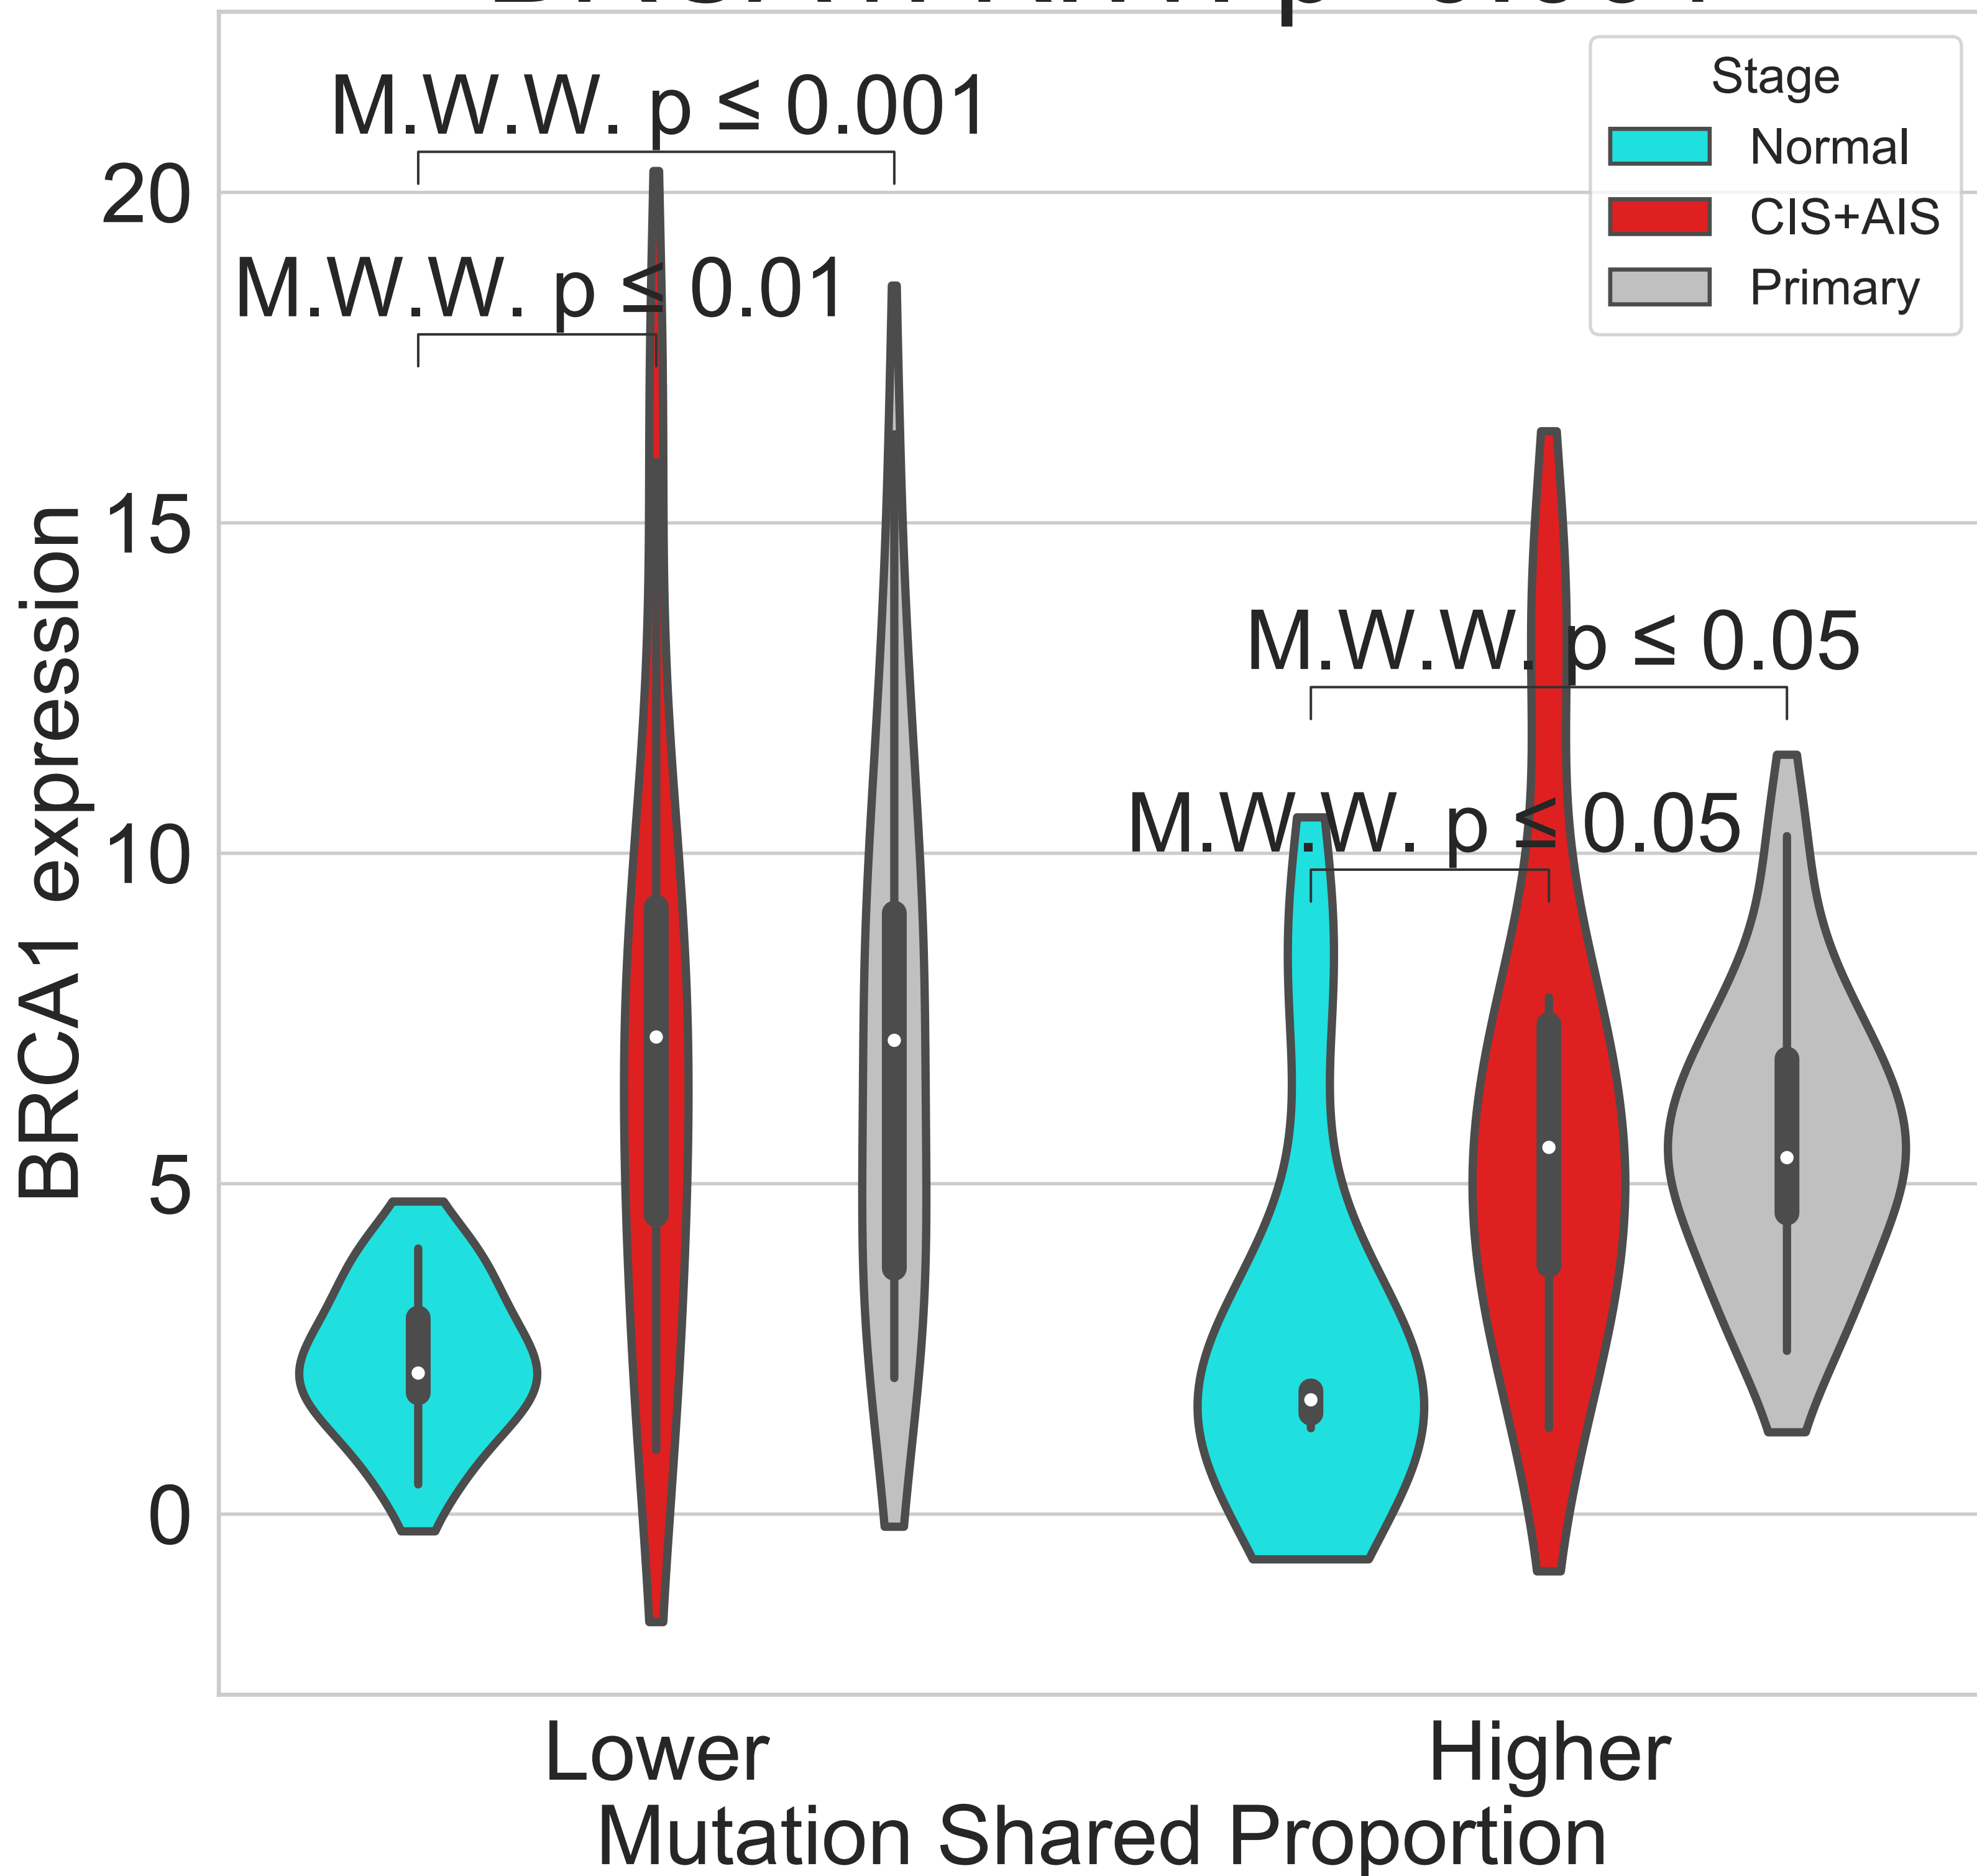 M.W.W. p ≤ 0.001
M.W.W. p ≤ 0.01
M.W.W. p ≤ 0.05
M.W.W. p ≤ 0.05
Stage
Normal
CIS+AIS
Primary
20
15
10
5
0
BRCA1 expression
Lower
Higher
Mutation Shared Proportion